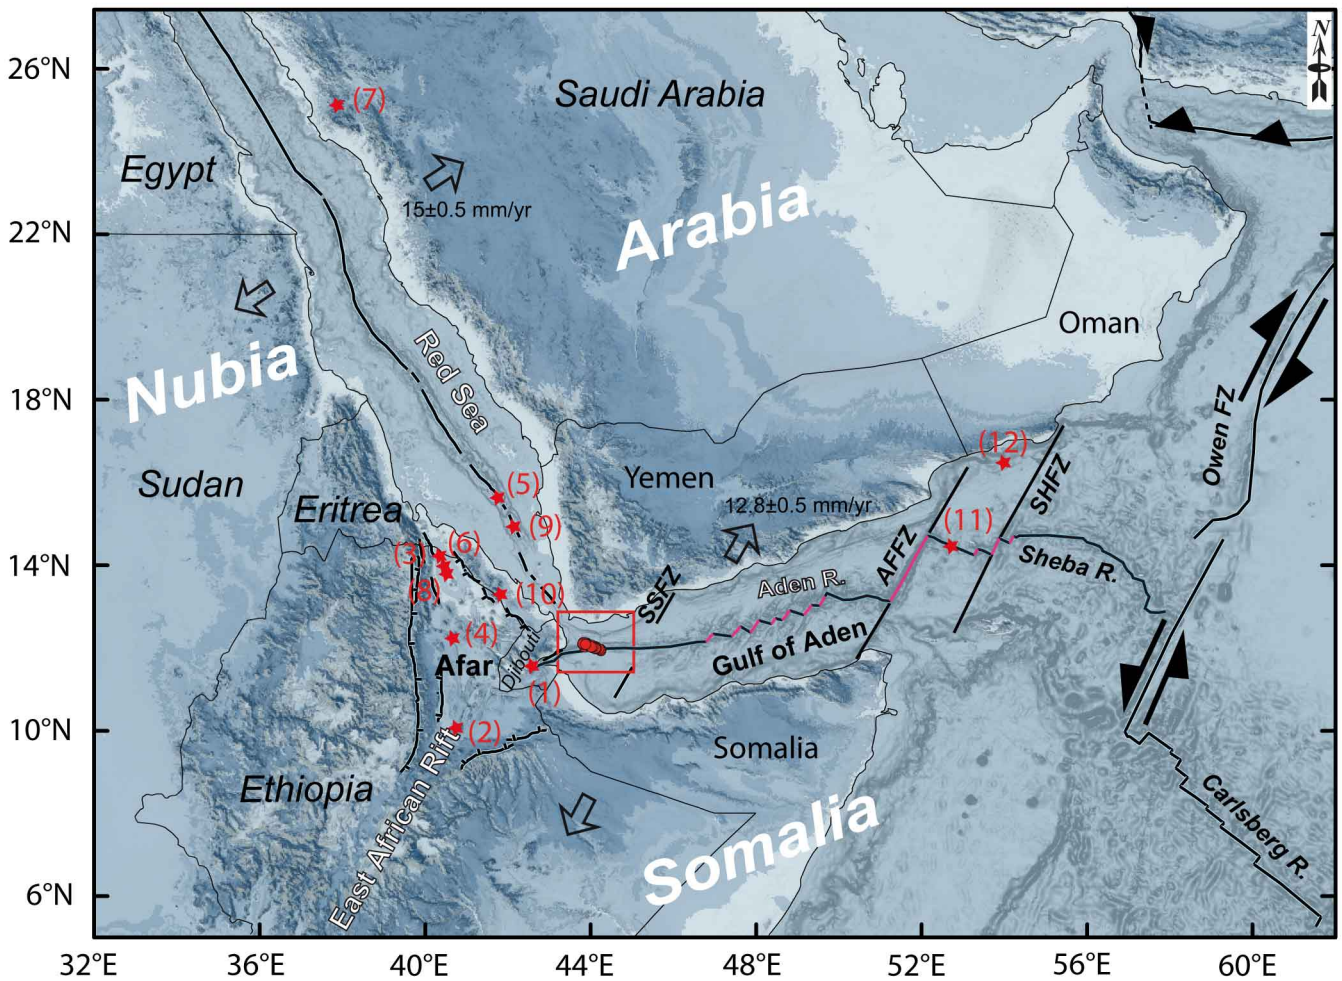 N
26°N
(7)
Saudi Arabia
Egypt
15±0.5 mm/yr
Arabia
22°N
Oman
Red Sea
Nubia
18°N
Owen FZ
(12)
Sudan
Yemen
SHFZ
Eritrea
(5)
12.8±0.5 mm/yr
(9)
(11)
(3)
(6)
14°N
AFFZ
Sheba R.
(8)
(10)
SSFZ
Aden R.
(4)
Afar
Djibouti
Gulf of Aden
(1)
10°N
(2)
Somalia
Ethiopia
East African Rift
Somalia
Carlsberg R.
6°N
32°E
36°E
40°E
44°E
48°E
52°E
56°E
60°E